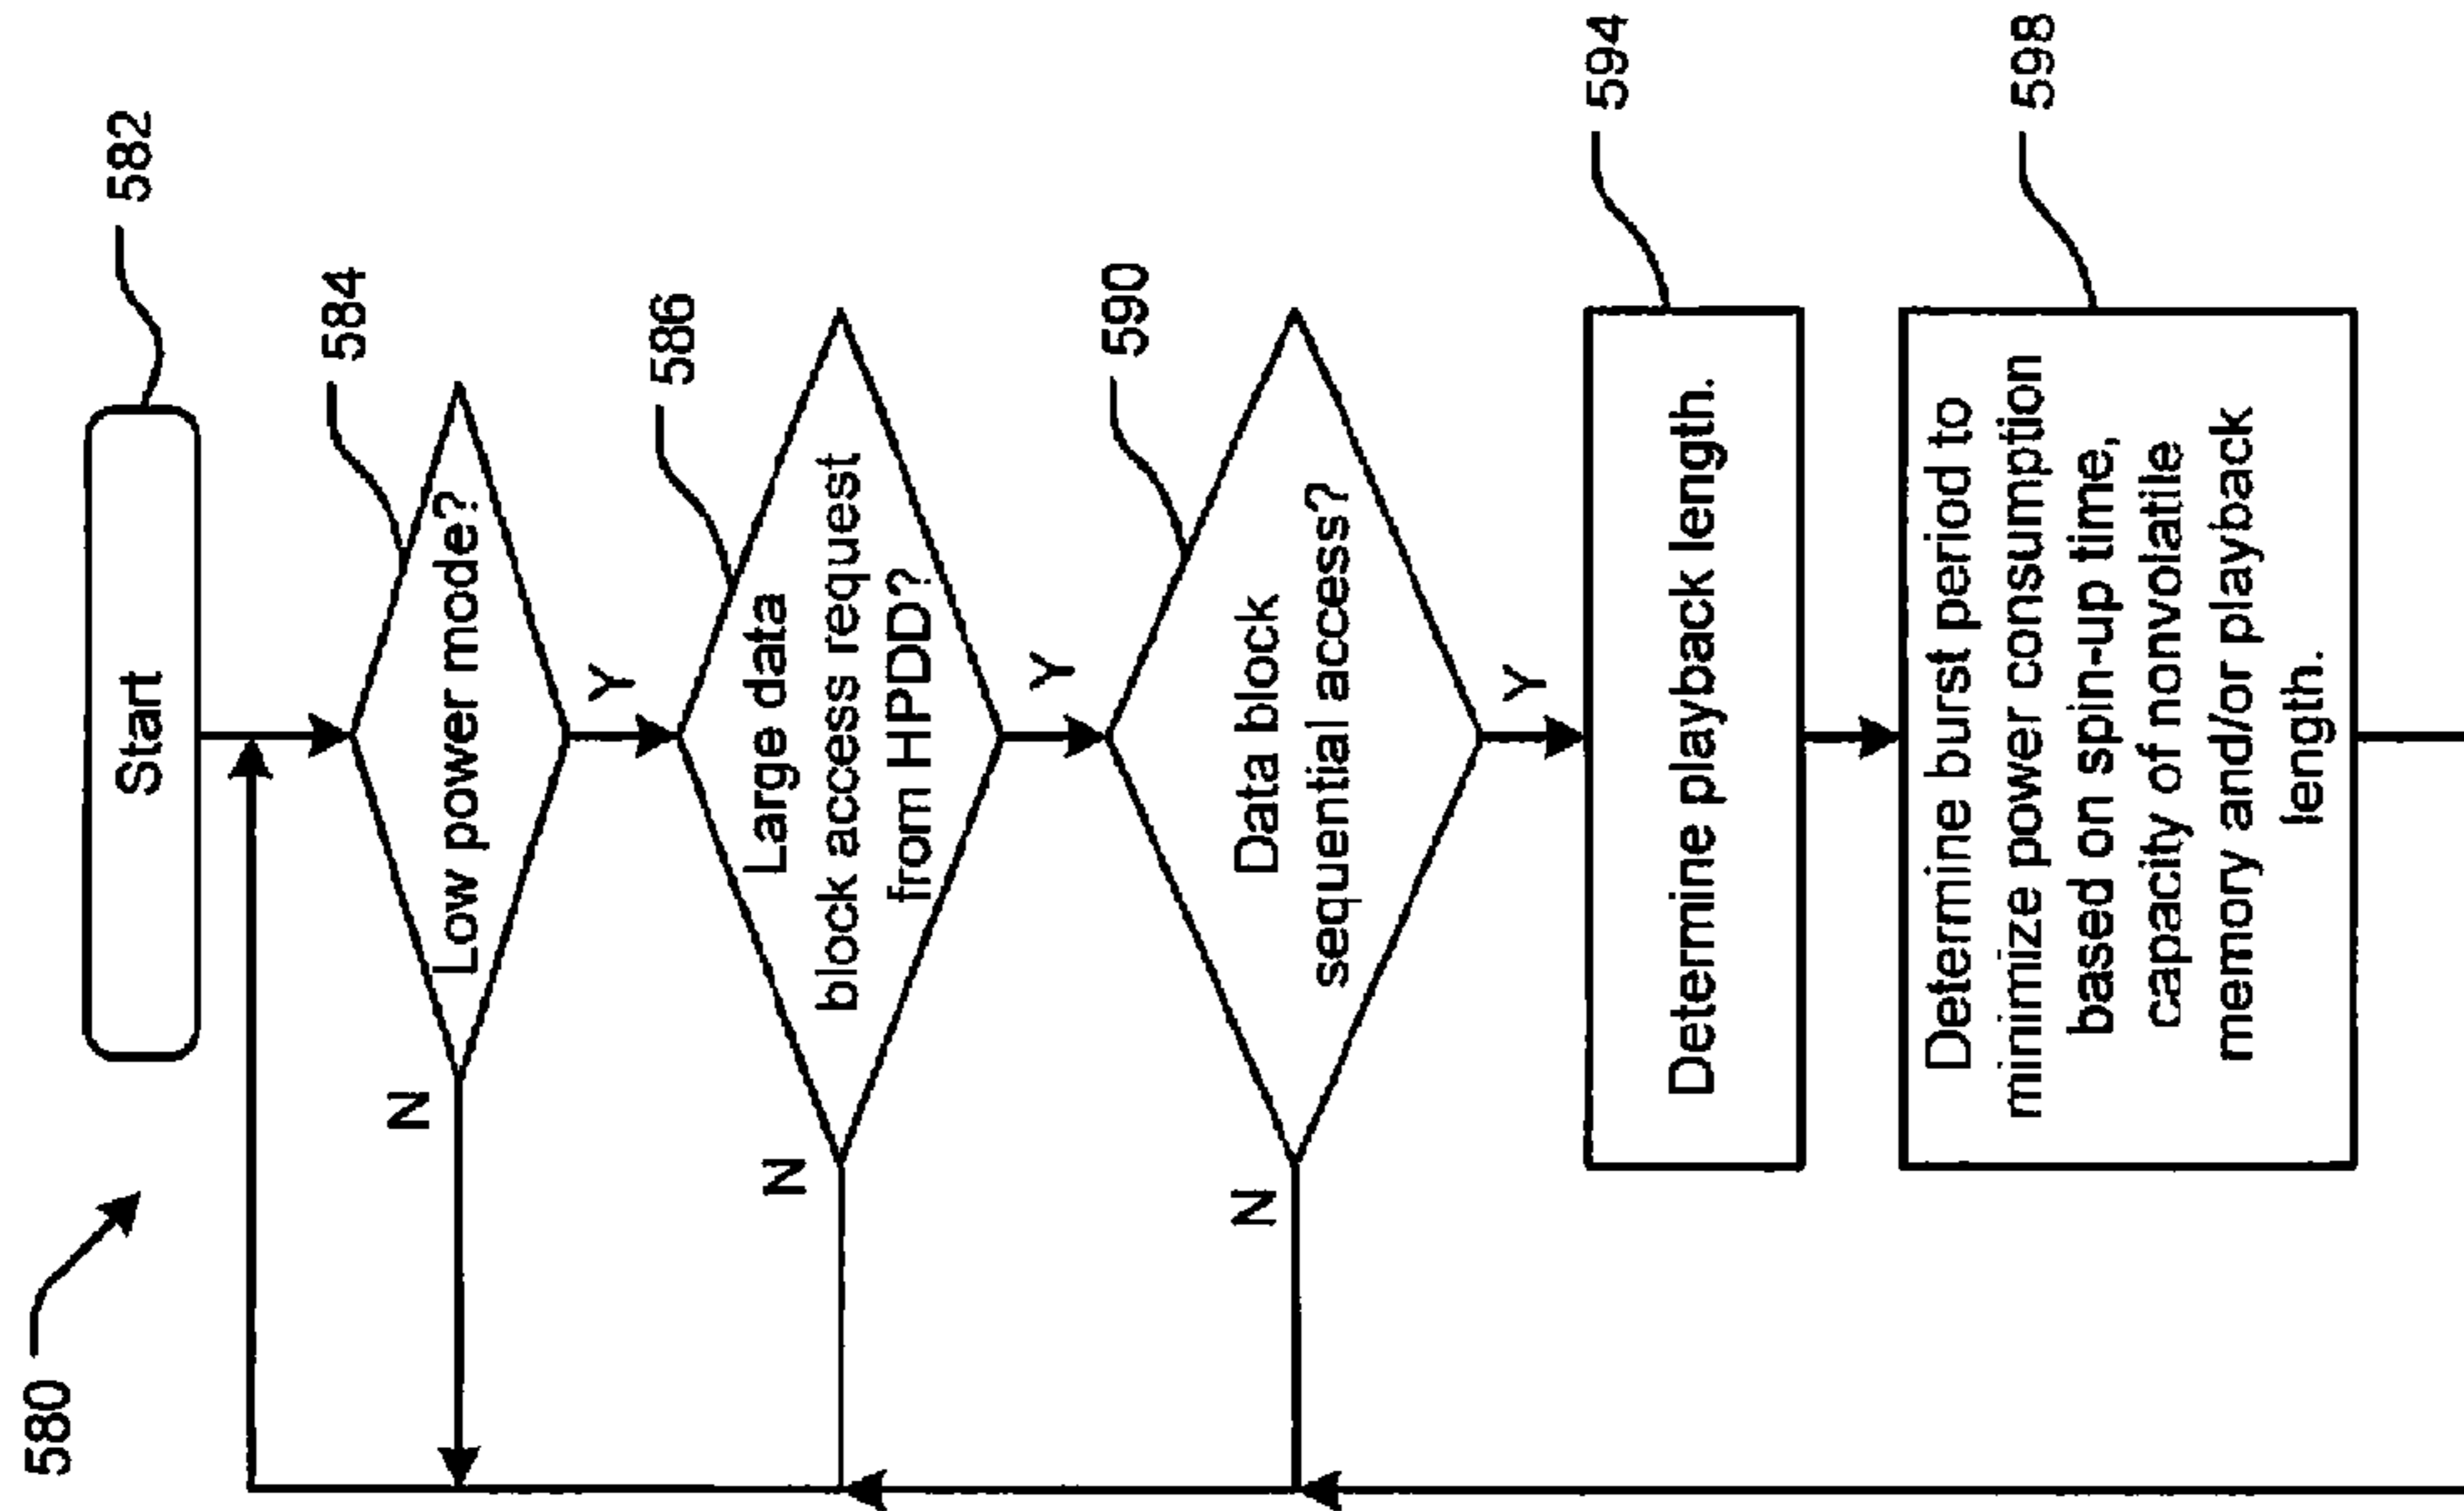 580
Start
582
Low power mode?
584
N
Y
Large data
block access request
from HPDD?
586
N
Y
Data block
sequential access?
590
N
Y
Determine playback length.
594
Determine burst period to
minimize power consumption
based on spin-up time,
capacity of nonvolatile
memory and/or playback
length.
598